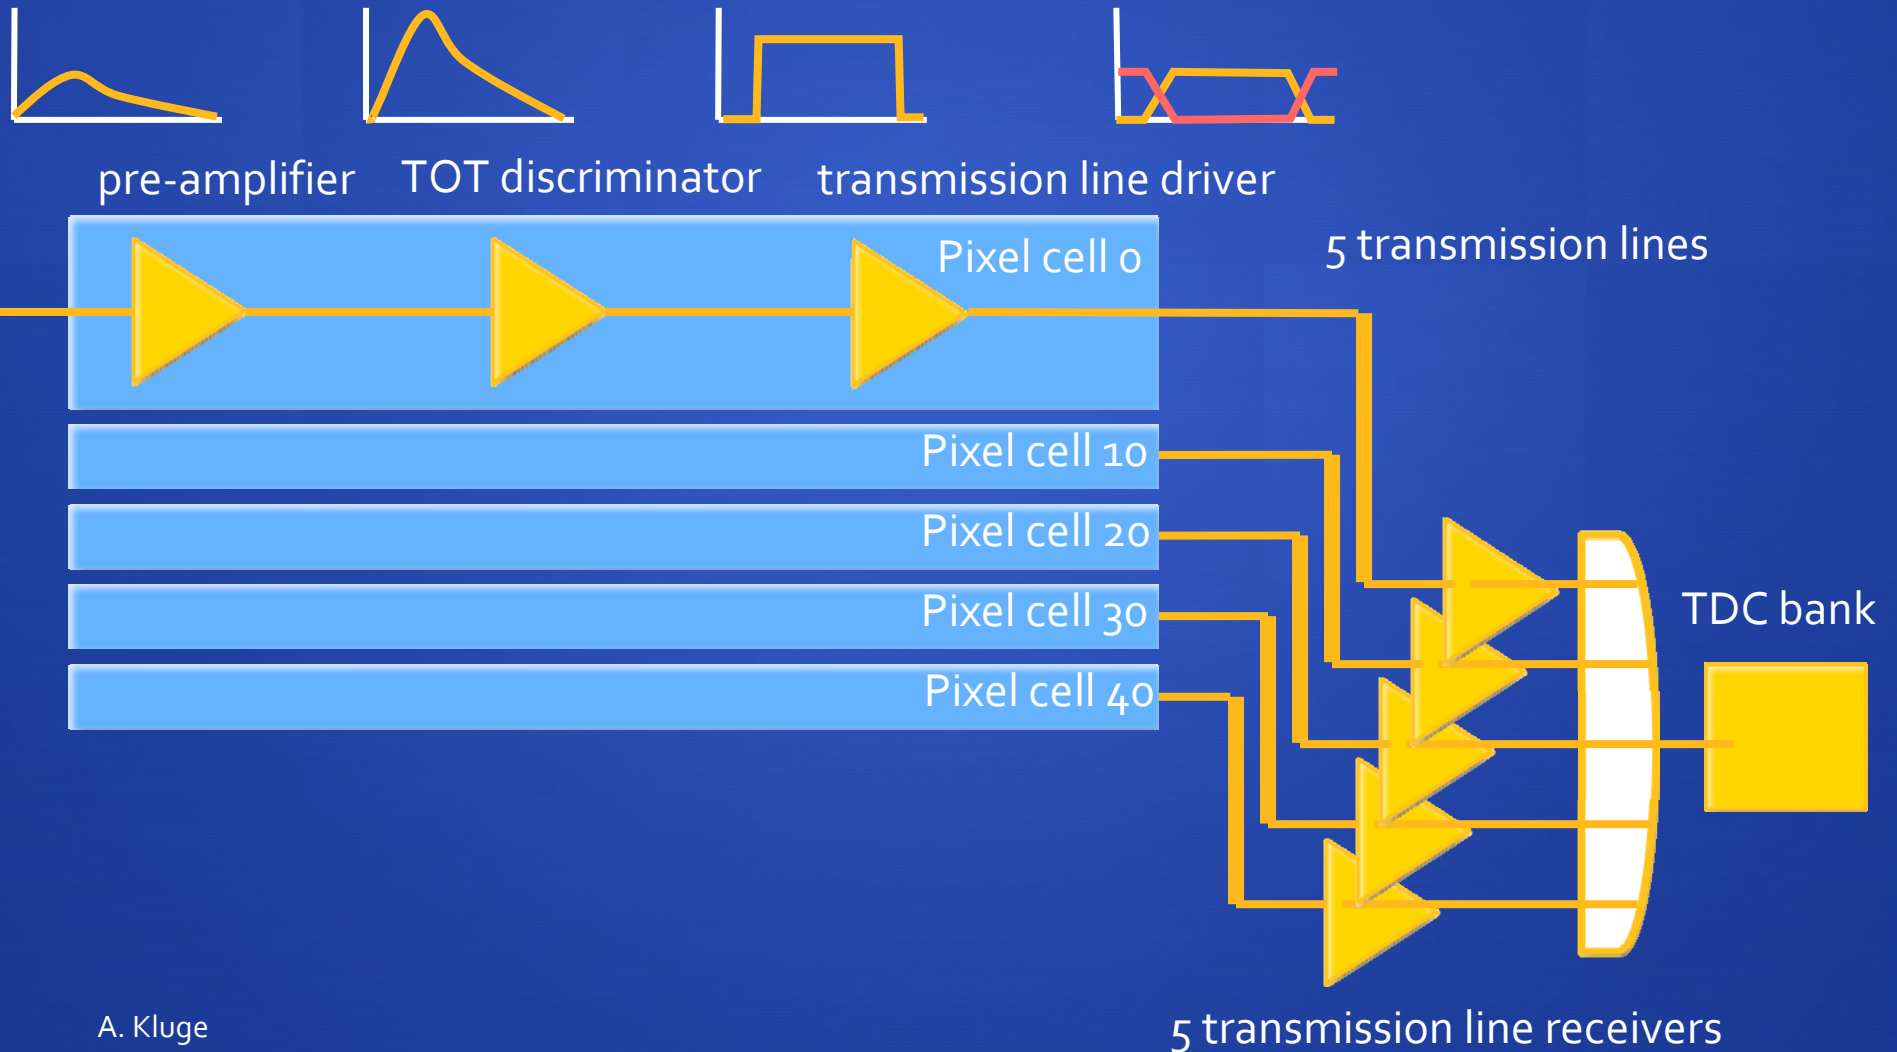 pre-amplifier
TOT discriminator
transmission line driver
Pixel cell 0
5 transmission lines
Pixel cell 10
Pixel cell 20
Pixel cell 30
TDC bank
Pixel cell 40
A. Kluge
5 transmission line receivers